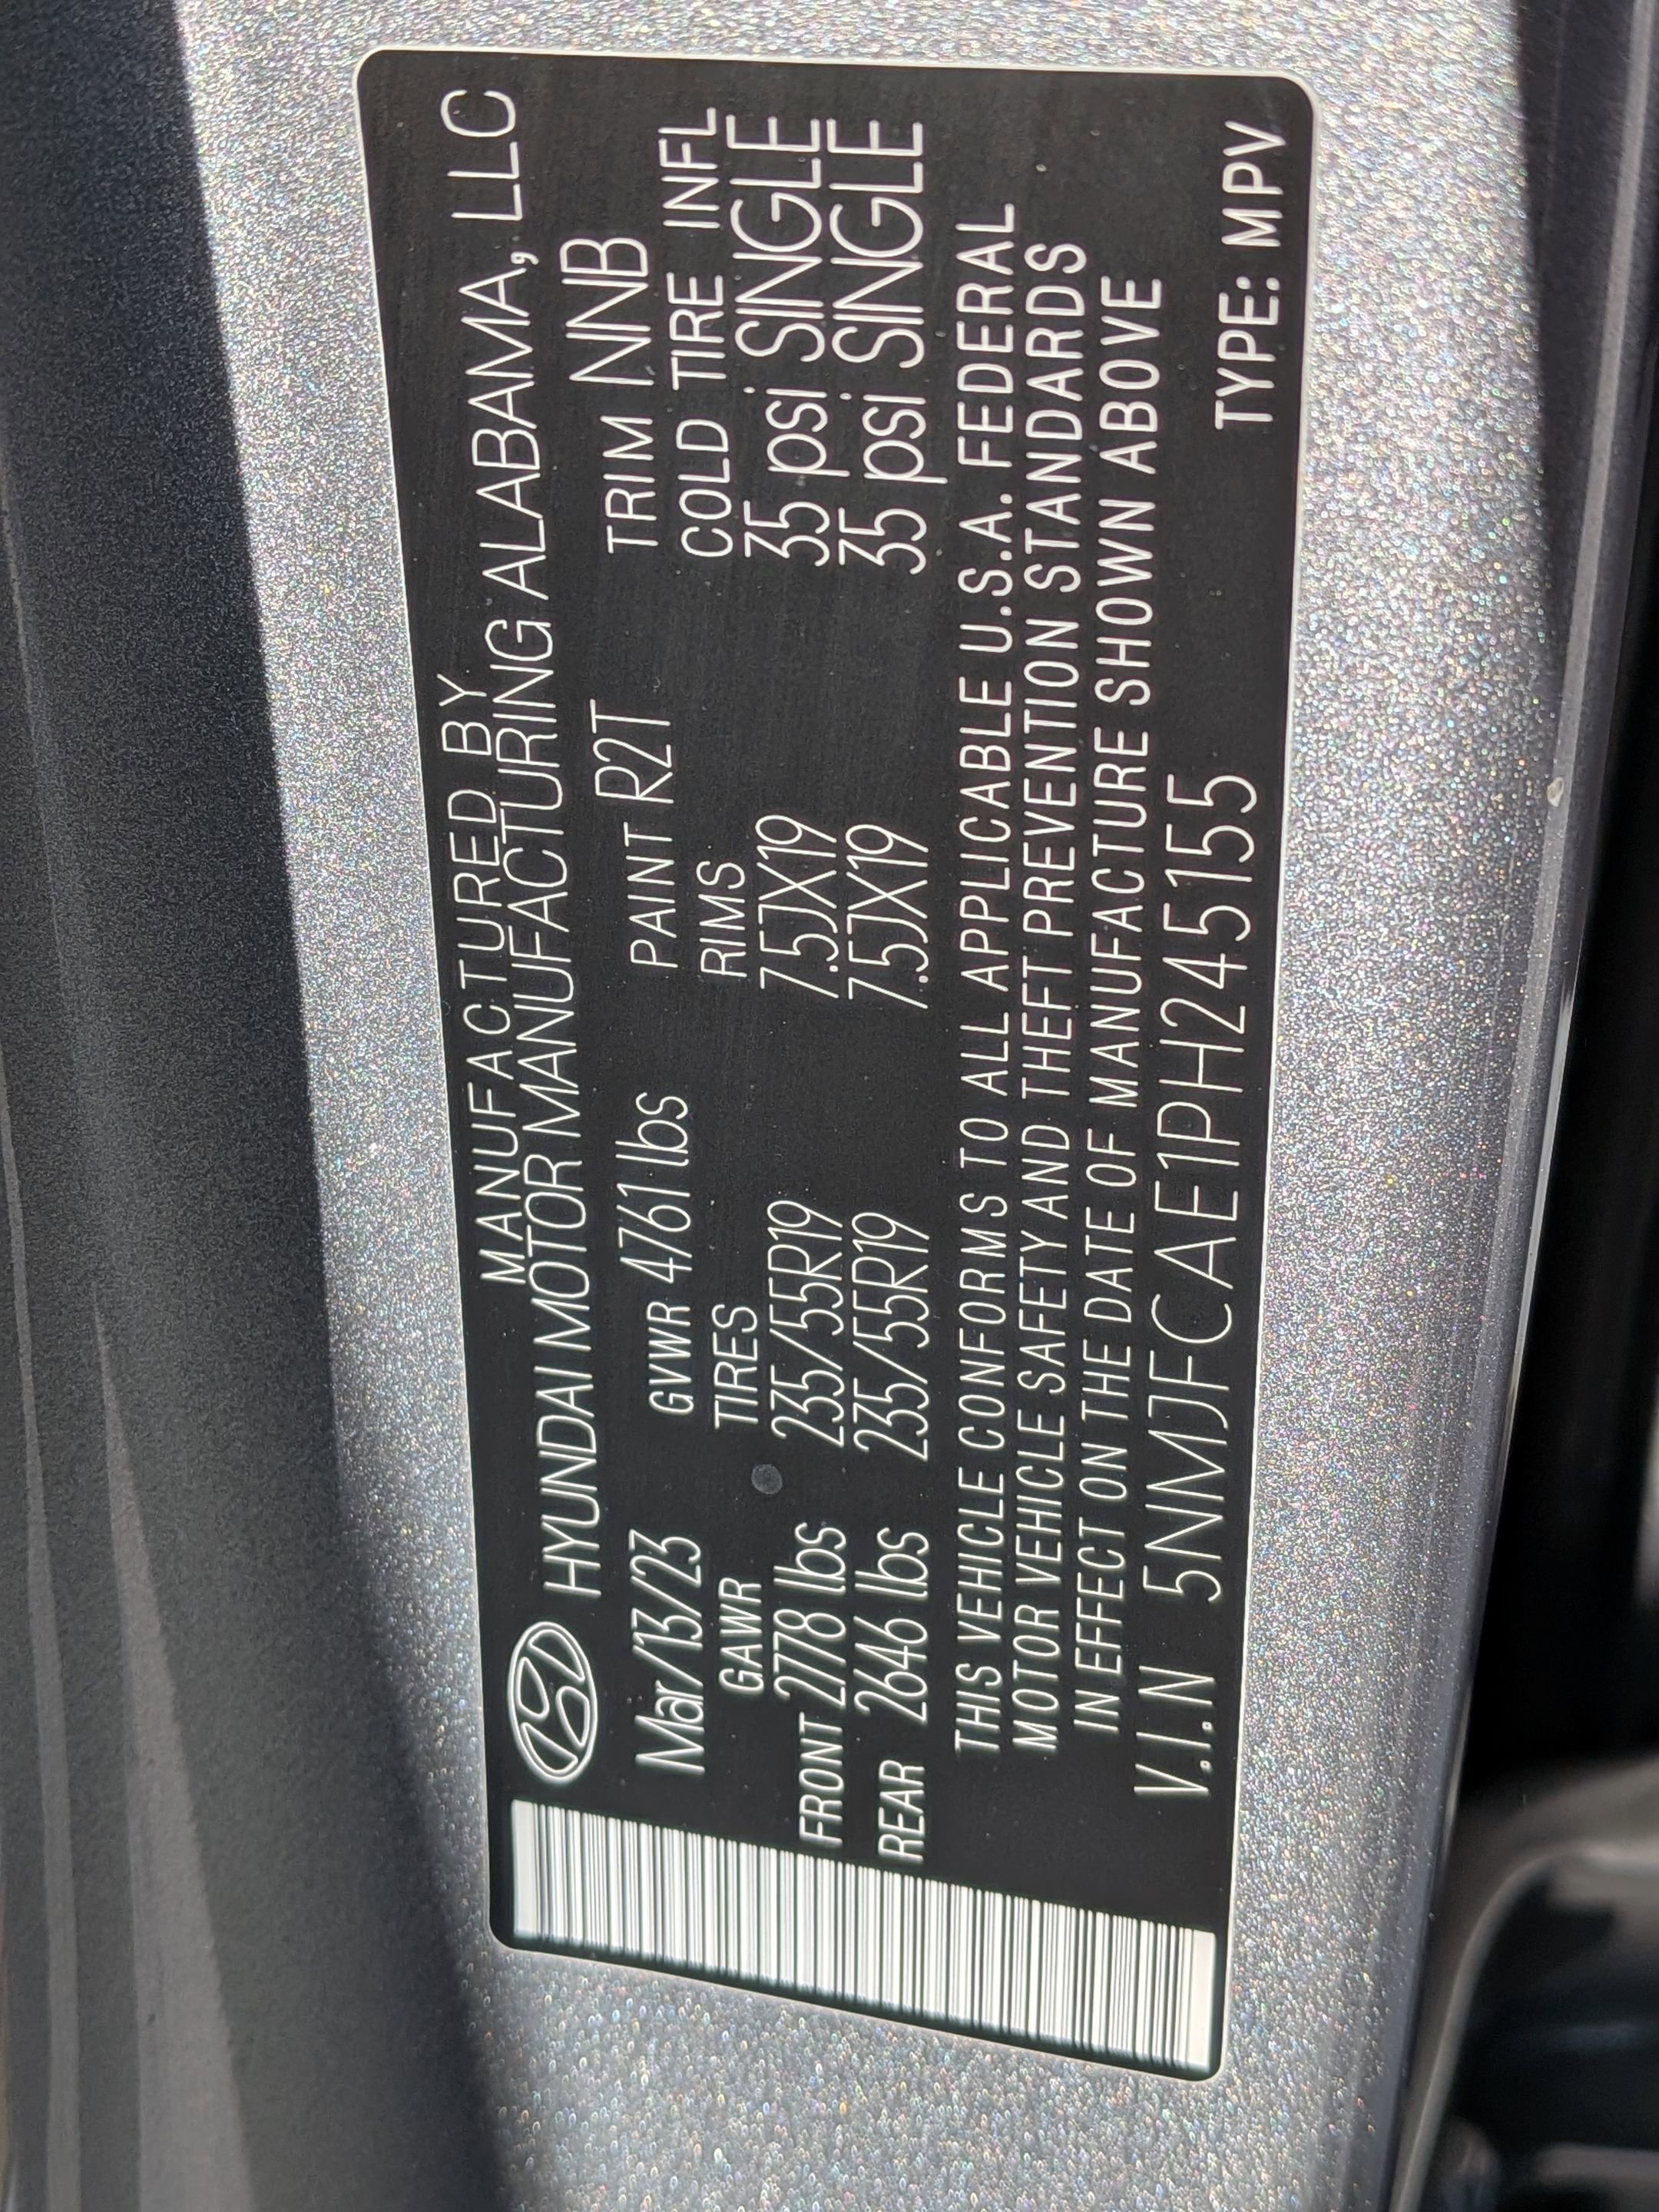 MANUFACTURED BY
HYUNDAI MOTOR MANUFACTURING ALABAMA, LLC
Mar/13/23 GVWR 4761 lbs PAINT R2T TRIM NNB
GAWR TIRES RIMS COLD TIRE INFL
FRONT 2778 lbs 235/55R19 7.5JX19 35 psi SINGLE
REAR 2646 lbs 235/55R19 7.5JX19 35 psi SINGLE
THIS VEHICLE CONFORMS TO ALL APPLICABLE U.S.A. FEDERAL
MOTOR VEHICLE SAFETY AND THEFT PREVENTION STANDARDS
IN EFFECT ON THE DATE OF MANUFACTURE SHOWN ABOVE
V.I.N 5NMJFCAE1PH245155 TYPE: MPV